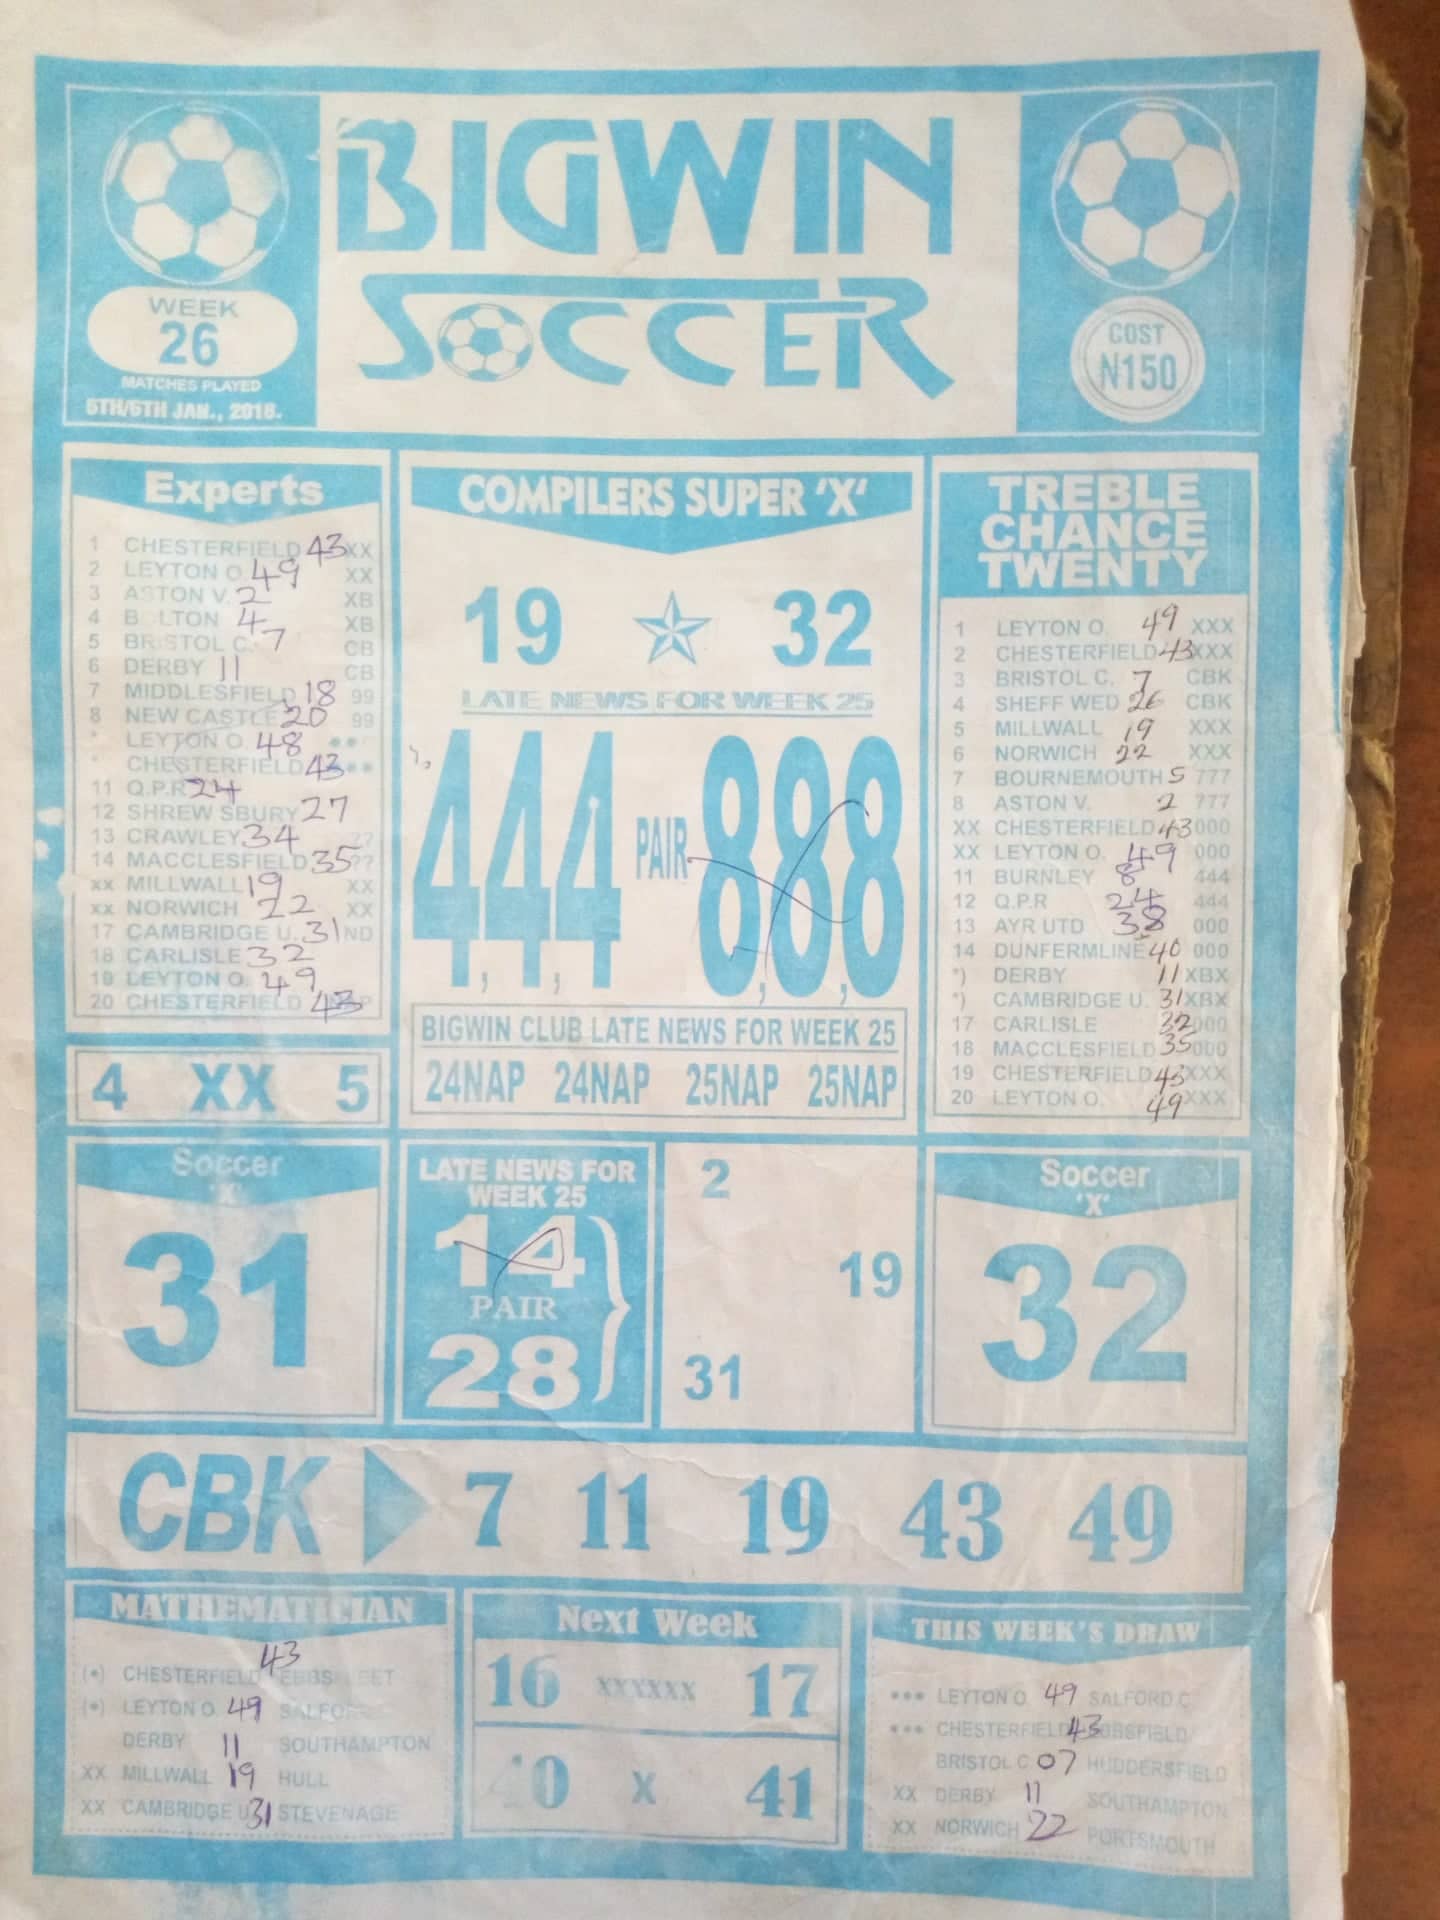 BIGWIN
SOCCER
WEEK
26
MATCHES PLAYED
5TH/6TH JAN., 2018.
COST
N150
Experts
1 CHESTERFIELD 43 XX
2 LEYTON O. 49 XX
3 ASTON V. 2 XB
4 B LTON 4 XB
5 BRISTOL C. 7 CB
6 DERBY 11 CB
7 MIDDLESFIELD 18 99
8 NEW CASTLE 20 99
* LEYTON O. 48 ••
* CHESTERFIELD 43 ••
11 Q.P.R 24
12 SHREW SBURY 27
13 CRAWLEY 34 ??
14 MACCLESFIELD 35 ??
xx MILLWALL 19 XX
xx NORWICH 22 XX
17 CAMBRIDGE U. 31 ND
18 CARLISLE 32
19 LEYTON O. 49
20 CHESTERFIELD 43
4 XX 5
COMPILERS SUPER 'X'
19 32
LATE NEWS FOR WEEK 25
4,4,4 PAIR 8,8,8
BIGWIN CLUB LATE NEWS FOR WEEK 25
24NAP 24NAP 25NAP 25NAP
TREBLE
CHANCE
TWENTY
1 LEYTON O. 49 XXX
2 CHESTERFIELD 43 XXX
3 BRISTOL C. 7 CBK
4 SHEFF WED 26 CBK
5 MILLWALL 19 XXX
6 NORWICH 22 XXX
7 BOURNEMOUTH 5 777
8 ASTON V. 2 777
XX CHESTERFIELD 43 000
XX LEYTON O. 49 000
11 BURNLEY 8 444
12 Q.P.R 24 444
13 AYR UTD 38 000
14 DUNFERMLINE 40 000
*) DERBY 11 XBX
*) CAMBRIDGE U. 31 XBX
17 CARLISLE 32 000
18 MACCLESFIELD 35 000
19 CHESTERFIELD 43 XXX
20 LEYTON O. 49 XXX
Soccer
'X'
31
LATE NEWS FOR
WEEK 25
14
PAIR
28
2
19
31
Soccer
'X'
32
CBK 7 11 19 43 49
MATHEMATICIAN
(•) CHESTERFIELD 43
(•) LEYTON O. 49
DERBY 11 SOUTHAMPTON
XX MILLWALL 19 HULL
XX CAMBRIDGE U 31 STEVENAGE
Next Week
16 XXXXXX 17
40 X 41
THIS WEEK'S DRAW
••• LEYTON O. 49 SALFORD C
••• CHESTERFIELD 43
BRISTOL C 07 HUDDERSFIELD
XX DERBY 11 SOUTHAMPTON
XX NORWICH 22 PORTSMOUTH